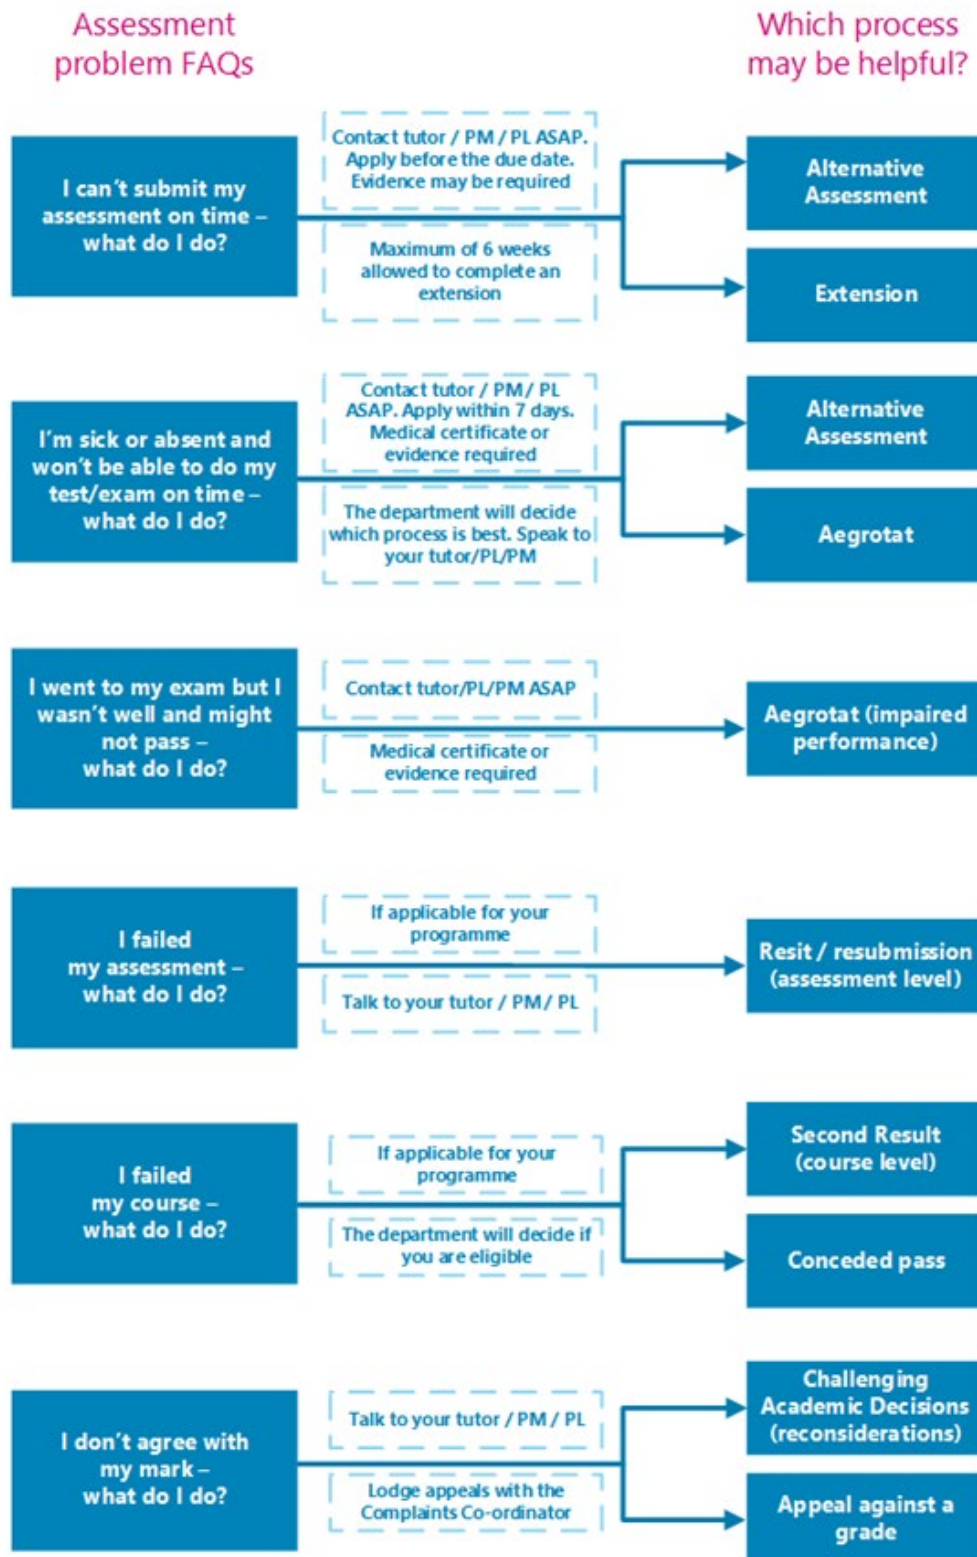 Assessment
problem FAQs
Which process
may be helpful?
I can't submit my
assessment on time –
what do I do?
Contact tutor / PM / PL ASAP.
Apply before the due date.
Evidence may be required
Maximum of 6 weeks
allowed to complete an
extension
Alternative
Assessment
Extension
I'm sick or absent and
won't be able to do my
test/exam on time –
what do I do?
Contact tutor / PM / PL
ASAP. Apply within 7 days.
Medical certificate or
evidence required
The department will decide
which process is best. Speak to
your tutor/PL/PM
Alternative
Assessment
Aegrotat
I went to my exam but I
wasn't well and might
not pass –
what do I do?
Contact tutor/PL/PM ASAP
Medical certificate or
evidence required
Aegrotat (impaired
performance)
I failed
my assessment –
what do I do?
If applicable for your
programme
Talk to your tutor / PM / PL
Resit / resubmission
(assessment level)
I failed
my course –
what do I do?
If applicable for your
programme
The department will decide if
you are eligible
Second Result
(course level)
Conceded pass
I don't agree with
my mark –
what do I do?
Talk to your tutor / PM / PL
Lodge appeals with the
Complaints Co-ordinator
Challenging
Academic Decisions
(reconsiderations)
Appeal against a
grade